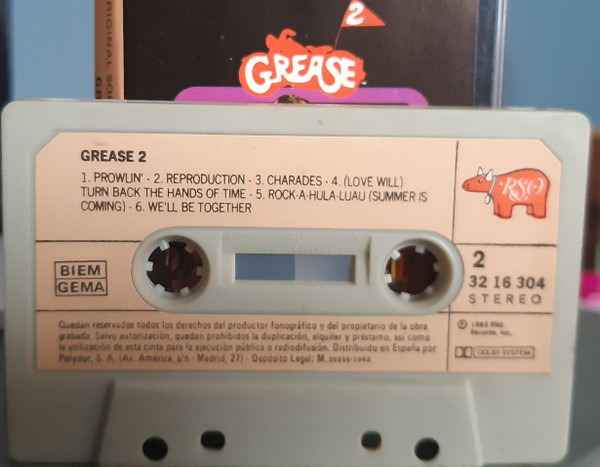 2
GREASE
ORIGINAL SO
GREASE 2
1. PROWLIN' · 2. REPRODUCTION · 3. CHARADES · 4. (LOVE WILL)
TURN BACK THE HANDS OF TIME · 5. ROCK-A-HULA-LUAU (SUMMER IS
COMING) · 6. WE'LL BE TOGETHER
RSO
BIEM
GEMA
2
32 16 304
STEREO
Quedan reservados todos los derechos del productor fonográfico y del propietario de la obra
grabada. Salvo autorización, quedan prohibidos la duplicación, alquiler y préstamo, así como
la utilización de esta cinta para la ejecución pública o radiodifusión. Distribuido en España por
Polydor, S. A. (Av. América, s/n · Madrid, 27) · Depósito Legal: M.
℗ 1982 RSO
Records, Inc.
DOLBY SYSTEM